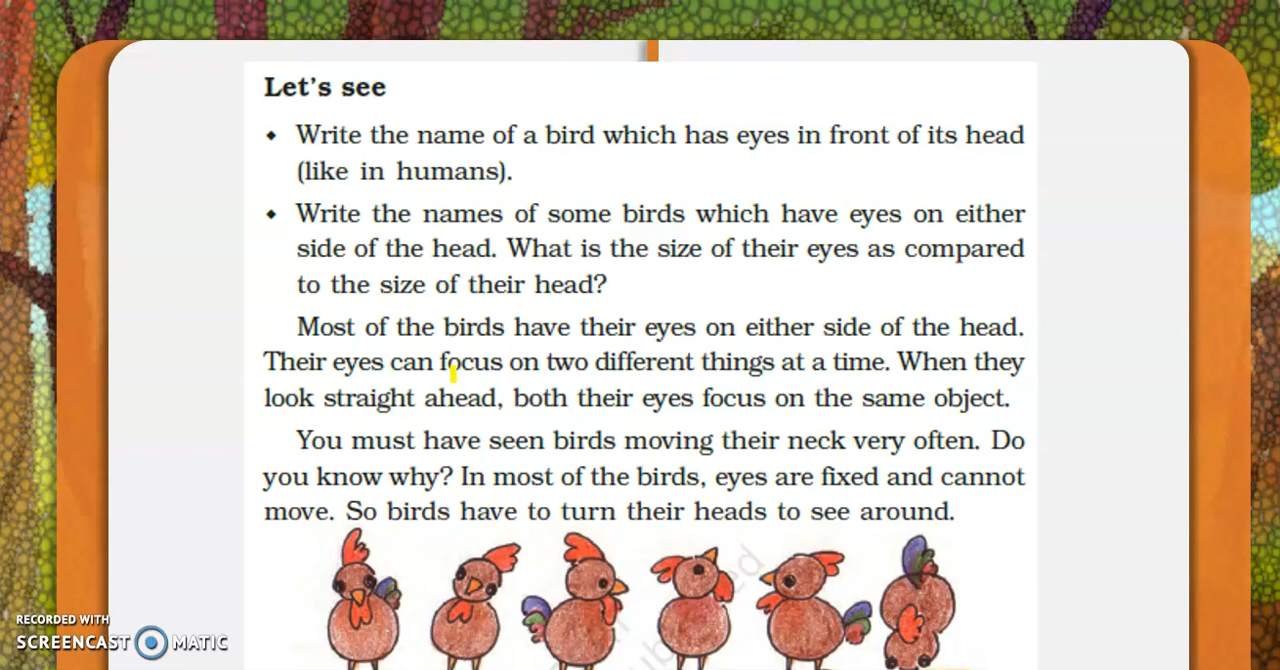 Let's see
• Write the name of a bird which has eyes in front of its head
(like in humans).
• Write the names of some birds which have eyes on either
side of the head. What is the size of their eyes as compared
to the size of their head?
Most of the birds have their eyes on either side of the head.
Their eyes can focus on two different things at a time. When they
look straight ahead, both their eyes focus on the same object.
You must have seen birds moving their neck very often. Do
you know why? In most of the birds, eyes are fixed and cannot
move. So birds have to turn their heads to see around.
RECORDED WITH
SCREENCAST MATIC